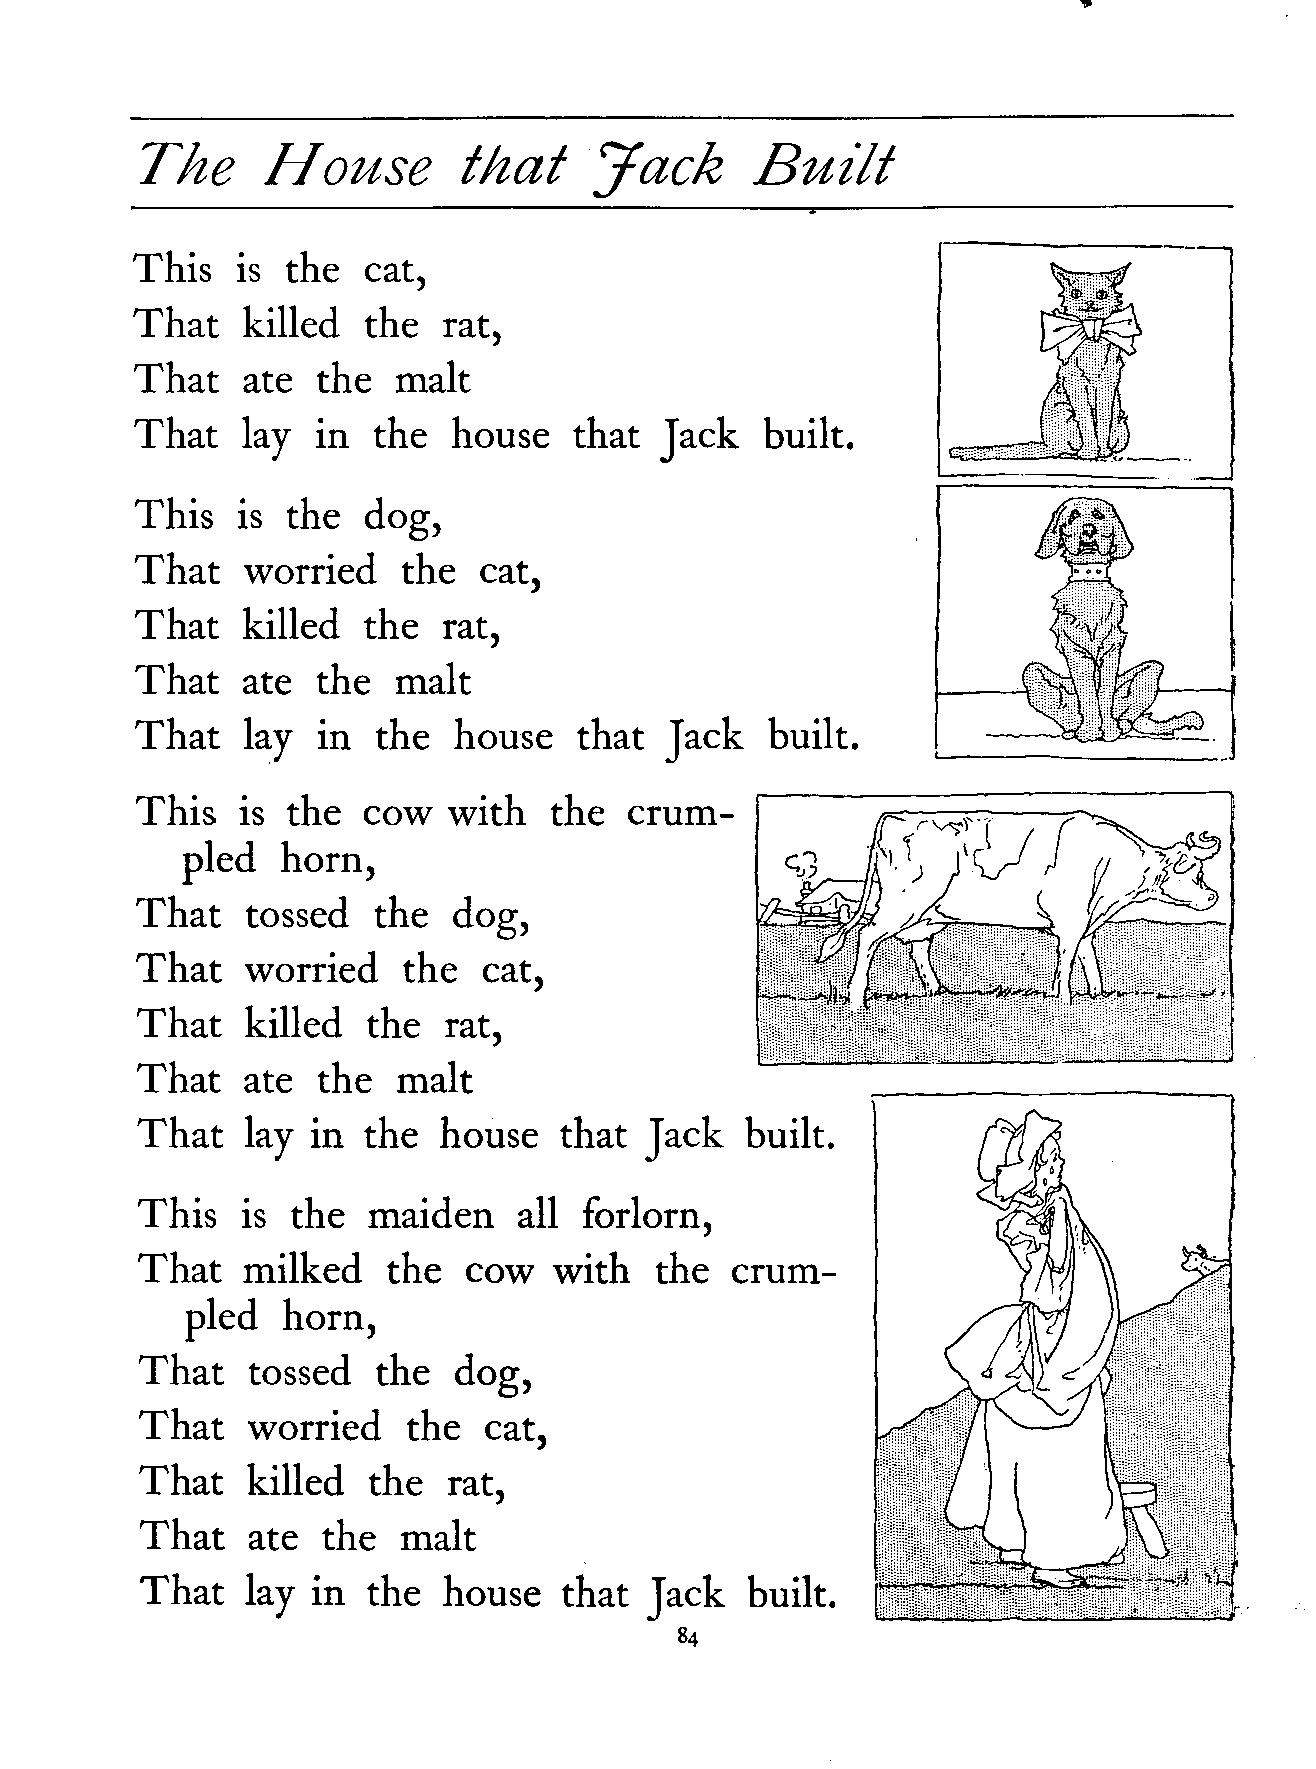 The House that Jack Built
This is the cat,
That killed the rat,
That ate the malt
That lay in the house that Jack built.
This is the dog,
That worried the cat,
That killed the rat,
That ate the malt
That lay in the house that Jack built.
This is the cow with the crum-
pled horn,
That tossed the dog,
That worried the cat,
That killed the rat,
That ate the malt
That lay in the house that Jack built.
This is the maiden all forlorn,
That milked the cow with the crum-
pled horn,
That tossed the dog,
That worried the cat,
That killed the rat,
That ate the malt
That lay in the house that Jack built.
84